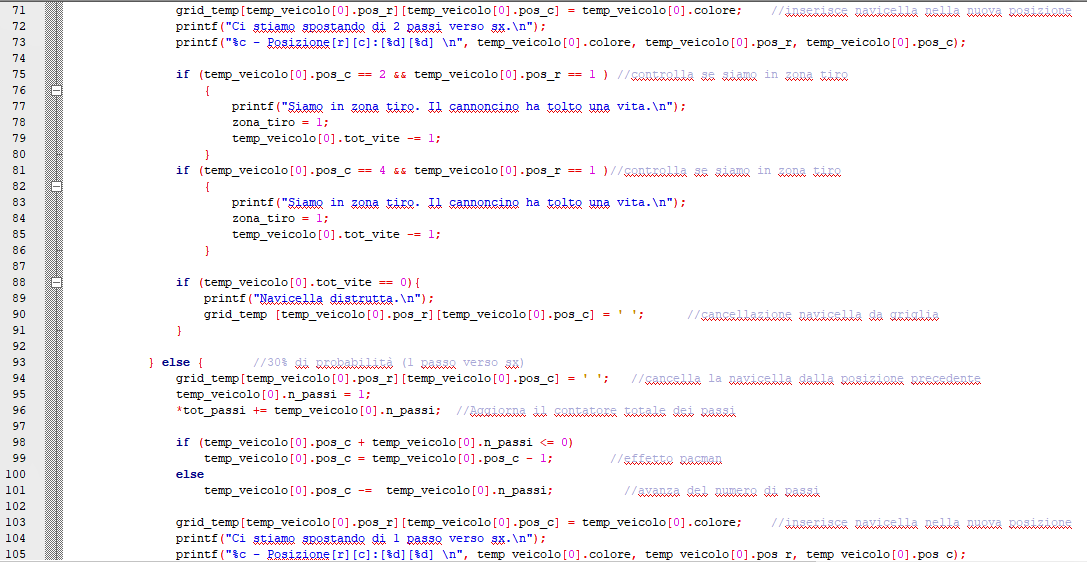 71 grid_temp[temp_veicolo[0].pos_r][temp_veicolo[0].pos_c] = temp_veicolo[0].colore; //inserisce navicella nella nuova posizione
72 printf("Ci stiamo spostando di 2 passi verso sx.\n");
73 printf("%c - Posizione[r][c]:[%d][%d] \n", temp_veicolo[0].colore, temp_veicolo[0].pos_r, temp_veicolo[0].pos_c);
74
75 if (temp_veicolo[0].pos_c == 2 && temp_veicolo[0].pos_r == 1 ) //controlla se siamo in zona tiro
76 {
77 printf("Siamo in zona tiro. Il cannoncino ha tolto una vita.\n");
78 zona_tiro = 1;
79 temp_veicolo[0].tot_vite -= 1;
80 }
81 if (temp_veicolo[0].pos_c == 4 && temp_veicolo[0].pos_r == 1 )//controlla se siamo in zona tiro
82 {
83 printf("Siamo in zona tiro. Il cannoncino ha tolto una vita.\n");
84 zona_tiro = 1;
85 temp_veicolo[0].tot_vite -= 1;
86 }
87
88 if (temp_veicolo[0].tot_vite == 0){
89 printf("Navicella distrutta.\n");
90 grid_temp [temp_veicolo[0].pos_r][temp_veicolo[0].pos_c] = ' '; //cancellazione navicella da griglia
91 }
92
93 } else { //30% di probabilità (1 passo verso sx)
94 grid_temp[temp_veicolo[0].pos_r][temp_veicolo[0].pos_c] = ' '; //cancella la navicella dalla posizione precedente
95 temp_veicolo[0].n_passi = 1;
96 *tot_passi += temp_veicolo[0].n_passi; //Aggiorna il contatore totale dei passi
97
98 if (temp_veicolo[0].pos_c + temp_veicolo[0].n_passi <= 0)
99 temp_veicolo[0].pos_c = temp_veicolo[0].pos_c - 1; //effetto pacman
100 else
101 temp_veicolo[0].pos_c -= temp_veicolo[0].n_passi; //avanza del numero di passi
102
103 grid_temp[temp_veicolo[0].pos_r][temp_veicolo[0].pos_c] = temp_veicolo[0].colore; //inserisce navicella nella nuova posizione
104 printf("Ci stiamo spostando di 1 passo verso sx.\n");
105 printf("%c - Posizione[r][c]:[%d][%d] \n", temp_veicolo[0].colore, temp_veicolo[0].pos_r, temp_veicolo[0].pos_c);